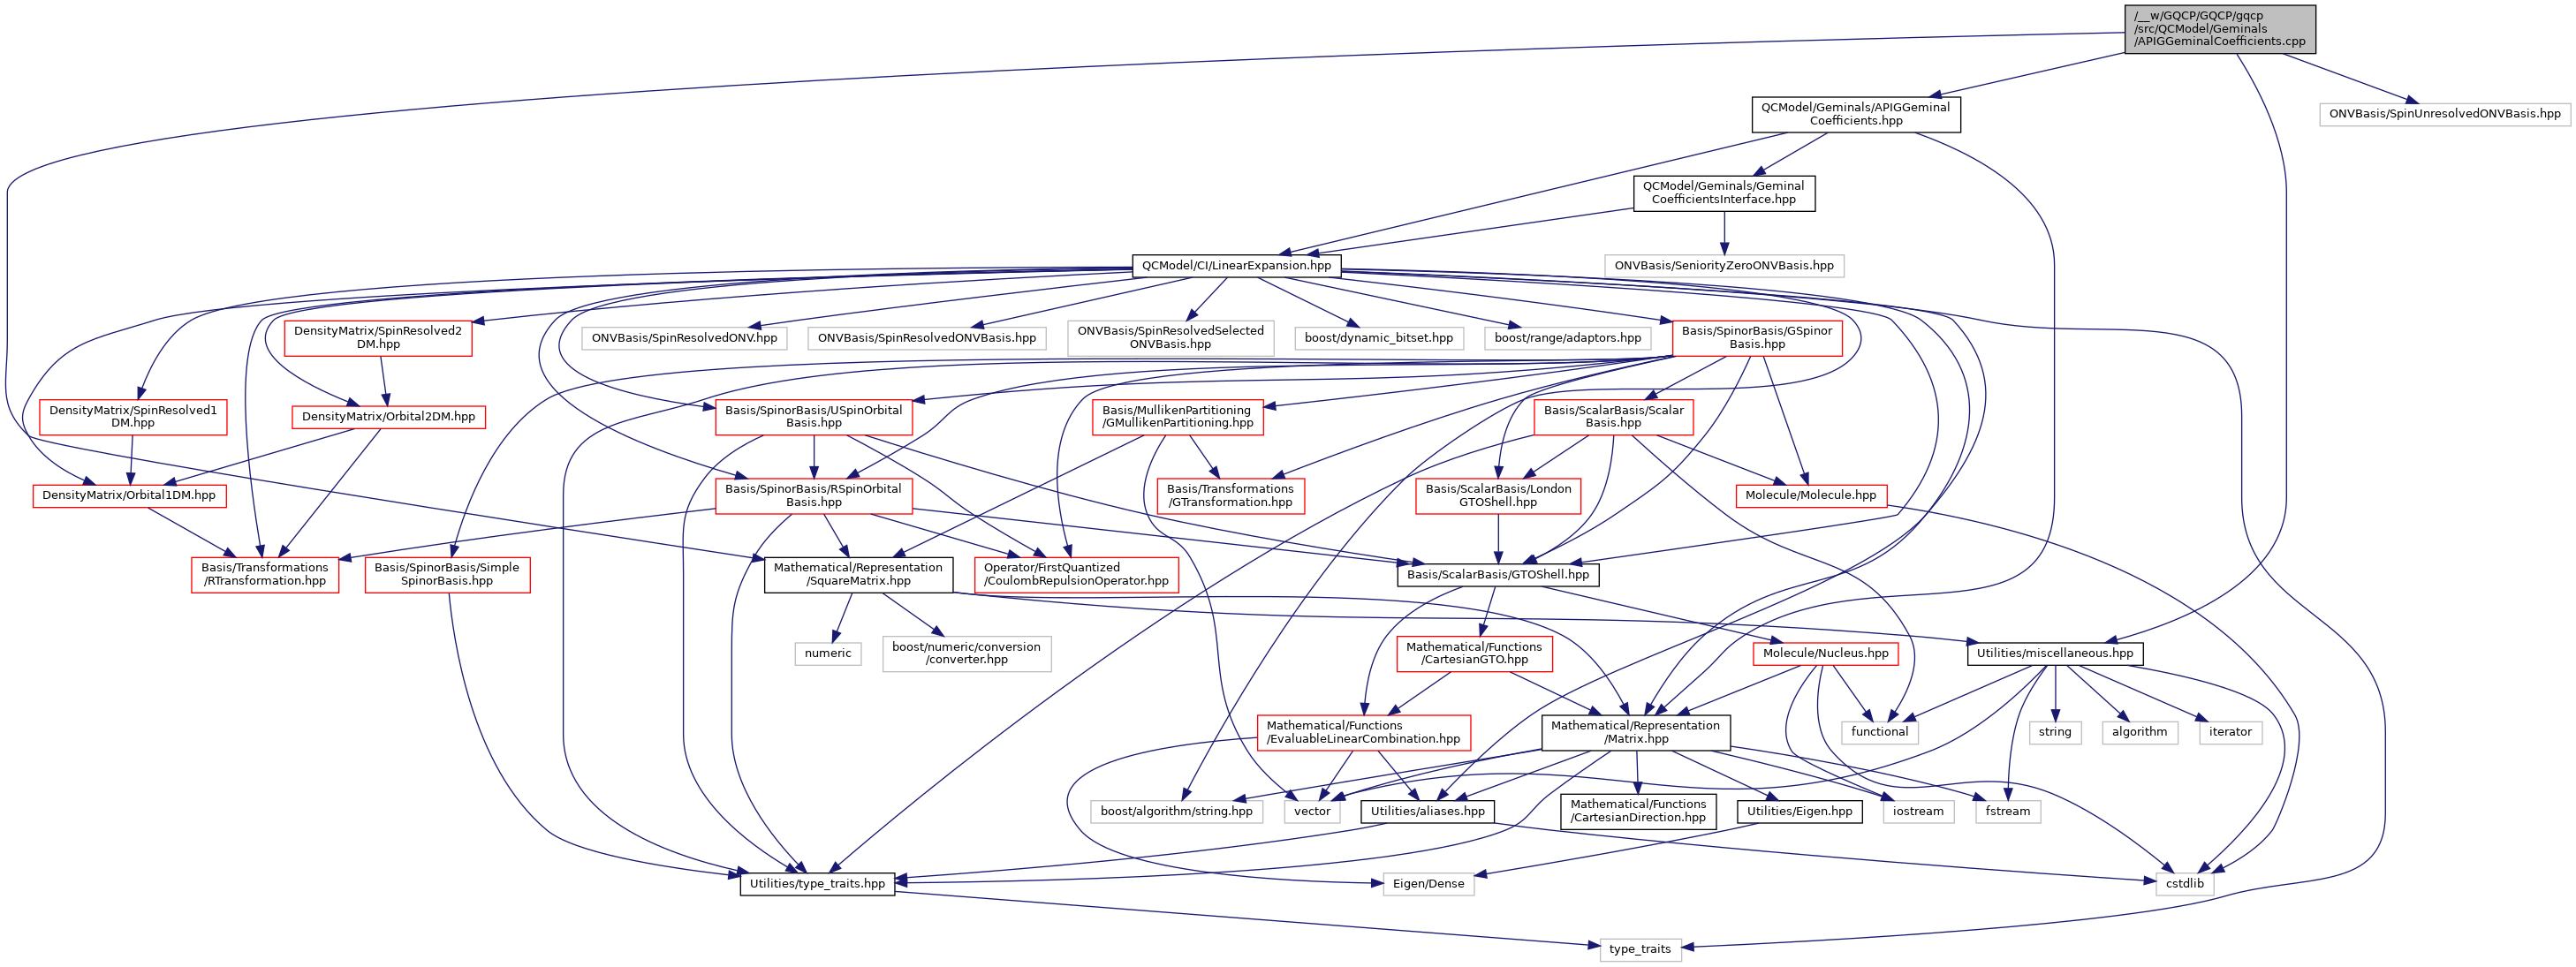 /__w/GQCP/GQCP/gqcp
/src/QCModel/Geminals
/APIGGeminalCoefficients.cpp
QCModel/Geminals/APIGGeminal
Coefficients.hpp
ONVBasis/SpinUnresolvedONVBasis.hpp
QCModel/Geminals/Geminal
CoefficientsInterface.hpp
QCModel/CI/LinearExpansion.hpp
ONVBasis/SeniorityZeroONVBasis.hpp
DensityMatrix/SpinResolved2
DM.hpp
ONVBasis/SpinResolvedONV.hpp
ONVBasis/SpinResolvedONVBasis.hpp
ONVBasis/SpinResolvedSelected
ONVBasis.hpp
boost/dynamic_bitset.hpp
boost/range/adaptors.hpp
Basis/SpinorBasis/GSpinor
Basis.hpp
DensityMatrix/SpinResolved1
DM.hpp
DensityMatrix/Orbital2DM.hpp
Basis/SpinorBasis/USpinOrbital
Basis.hpp
Basis/MullikenPartitioning
/GMullikenPartitioning.hpp
Basis/ScalarBasis/Scalar
Basis.hpp
DensityMatrix/Orbital1DM.hpp
Basis/SpinorBasis/RSpinOrbital
Basis.hpp
Basis/Transformations
/GTransformation.hpp
Basis/ScalarBasis/London
GTOShell.hpp
Molecule/Molecule.hpp
Basis/Transformations
/RTransformation.hpp
Basis/SpinorBasis/Simple
SpinorBasis.hpp
Mathematical/Representation
/SquareMatrix.hpp
Operator/FirstQuantized
/CoulombRepulsionOperator.hpp
Basis/ScalarBasis/GTOShell.hpp
numeric
boost/numeric/conversion
/converter.hpp
Mathematical/Functions
/CartesianGTO.hpp
Molecule/Nucleus.hpp
Utilities/miscellaneous.hpp
Mathematical/Functions
/EvaluableLinearCombination.hpp
Mathematical/Representation
/Matrix.hpp
functional
string
algorithm
iterator
boost/algorithm/string.hpp
vector
Utilities/aliases.hpp
Mathematical/Functions
/CartesianDirection.hpp
Utilities/Eigen.hpp
iostream
fstream
Utilities/type_traits.hpp
Eigen/Dense
cstdlib
type_traits